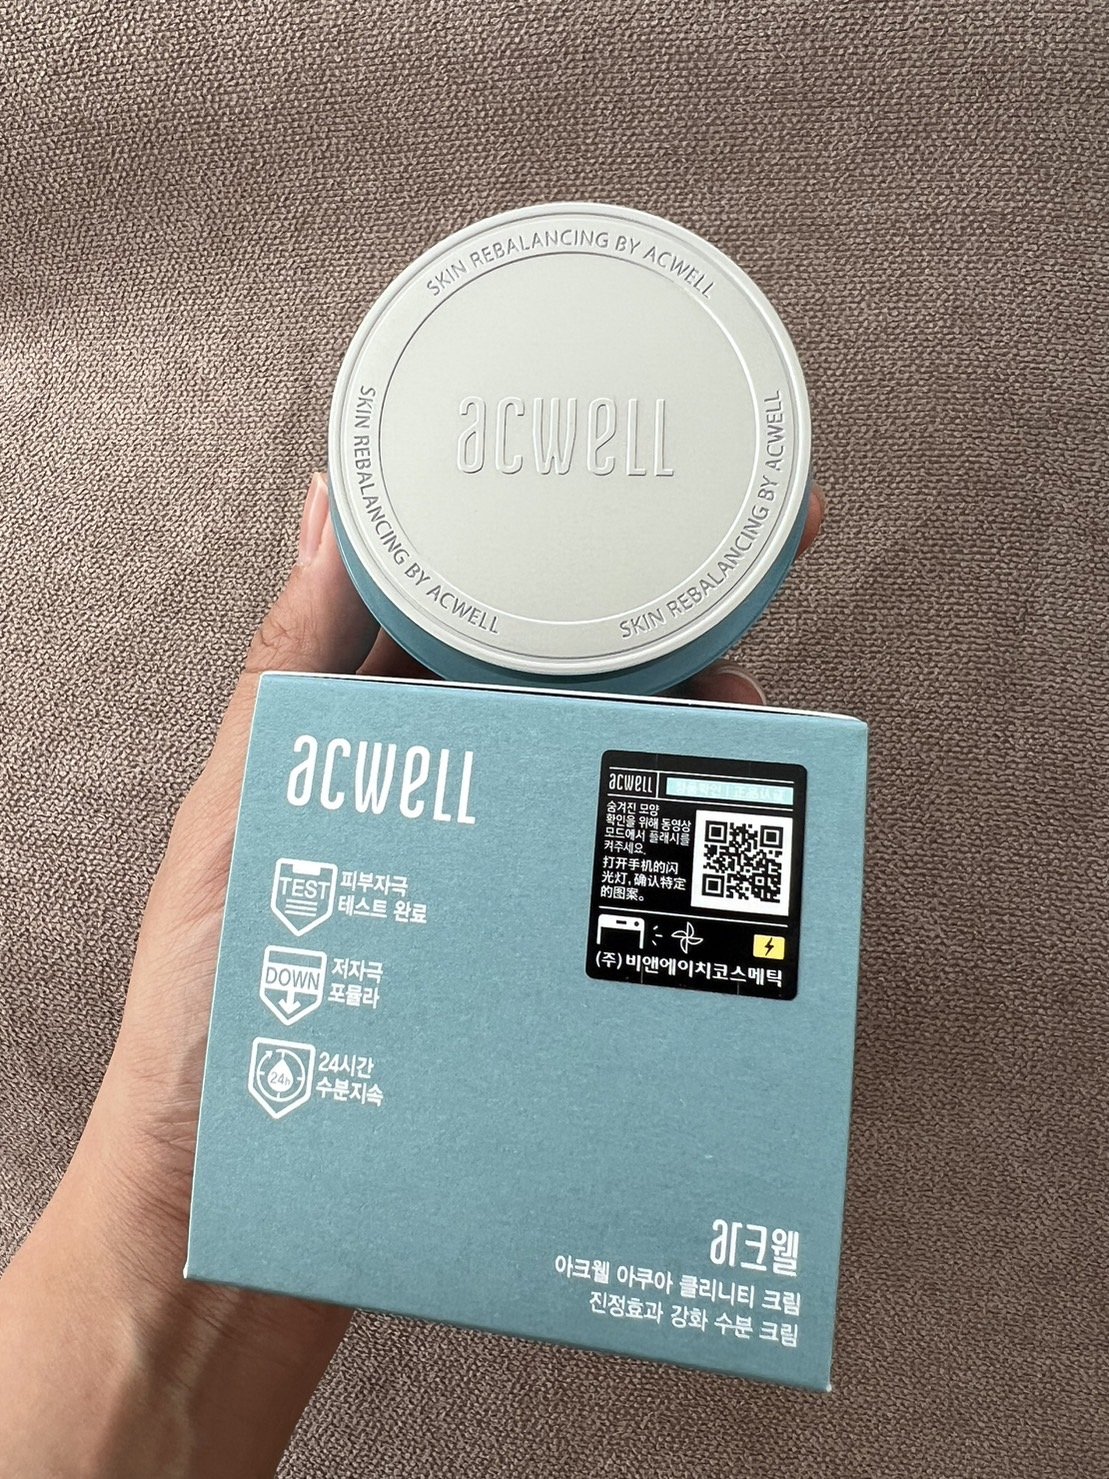 SKIN REBALANCING BY ACWELL
SKIN REBALANCING BY ACWELL
SKIN REBALANCING BY ACWELL
acwell
acwell
TEST
피부자극
테스트 완료
DOWN
저자극
포뮬라
24h
24시간
수분지속
acwell
숨겨진 모양
확인을 위해 동영상
모드에서 플래시를
켜주세요.
打开手机的闪
光灯,确认特定
的图案。
(주)비앤에이치코스메틱
아크웰
아크웰 아쿠아 클리니티 크림
진정효과 강화 수분 크림